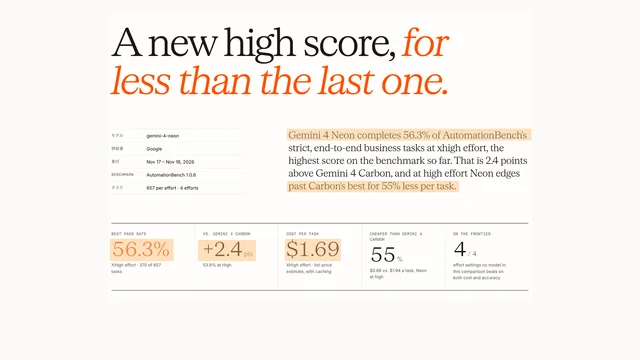 A new high score, for
less than the last one.
モデル gemini-4-neon
開発者 Google
実行 Nov 17 – Nov 18, 2026
BENCHMARK AutomationBench 1.0.6
タスク 657 per effort · 4 efforts
Gemini 4 Neon completes 56.3% of AutomationBench's
strict, end-to-end business tasks at xhigh effort, the
highest score on the benchmark so far. That is 2.4 points
above Gemini 4 Carbon, and at high effort Neon edges
past Carbon's best for 55% less per task.
BEST PASS RATE
56.3%
XHigh effort · 370 of 657
tasks
VS. GEMINI 4 CARBON
+2.4 pts
53.9% at High
COST PER TASK
$1.69
XHigh effort · list-price
estimate, with caching
CHEAPER THAN GEMINI 4
CARBON
55 %
$0.88 vs. $1.94 a task, Neon
at high
ON THE FRONTIER
4 / 4
effort settings no model in
this comparison beats on
both cost and accuracy